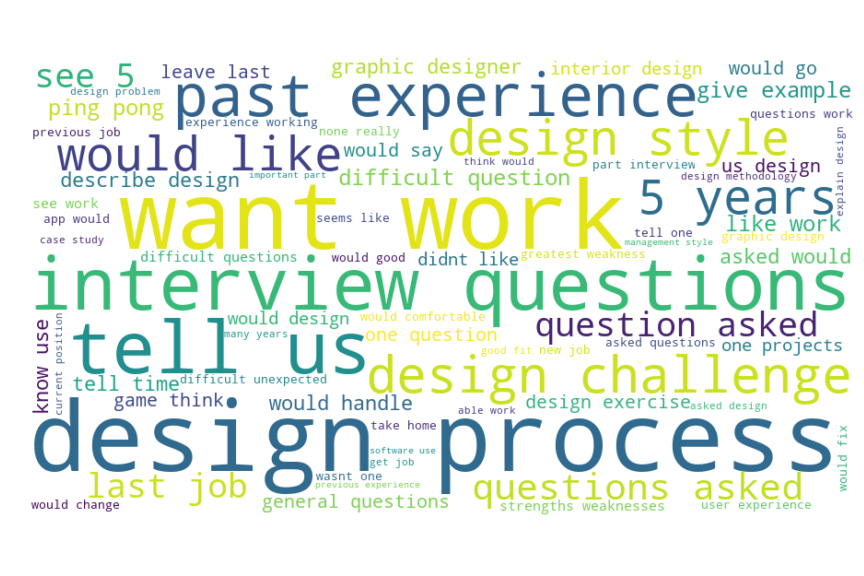 see 5
leave last
graphic designer
interior design
would go
design problem
past experience
give example
ping pong
experience working
questions work
previous job
none really
design style
would like
would say
think would
part interview
us design
explain design
describe design
important part
difficult question
design methodology
5 years
want work
see work
seems like
like work
app would
tell one
graphic design
case study
management style
difficult questions
would good
didnt like
greatest weakness
asked would
interview questions
know use
current position
tell us
would design
would comfortable
question asked
many years
one question
asked questions
one projects
good fit
new job
tell time
difficult unexpected
design challenge
game think
would handle
design exercise
asked design
able work
design process
take home
would fix
software use
get job
last job
wasnt one
previous experience
questions asked
would change
general questions
strengths weaknesses
user experience